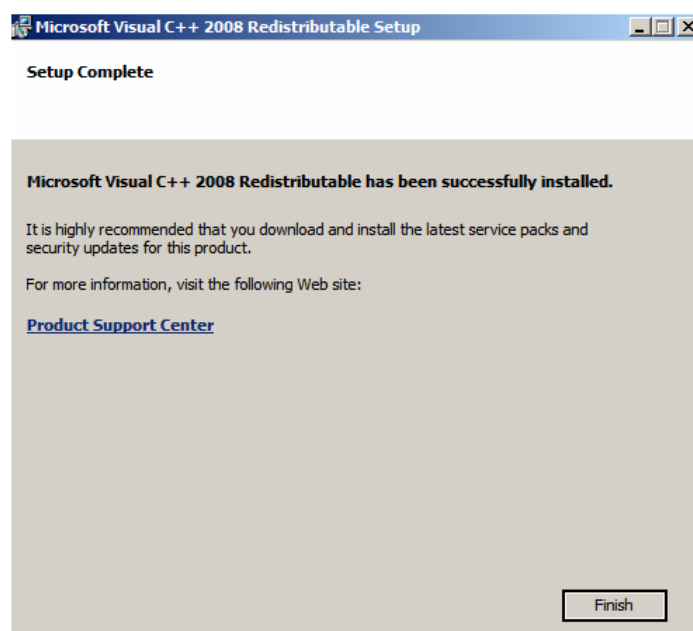 Microsoft Visual C++ 2008 Redistributable Setup
Setup Complete
Microsoft Visual C++ 2008 Redistributable has been successfully installed.
It is highly recommended that you download and install the latest service packs and
security updates for this product.
For more information, visit the following Web site:
Product Support Center
Finish